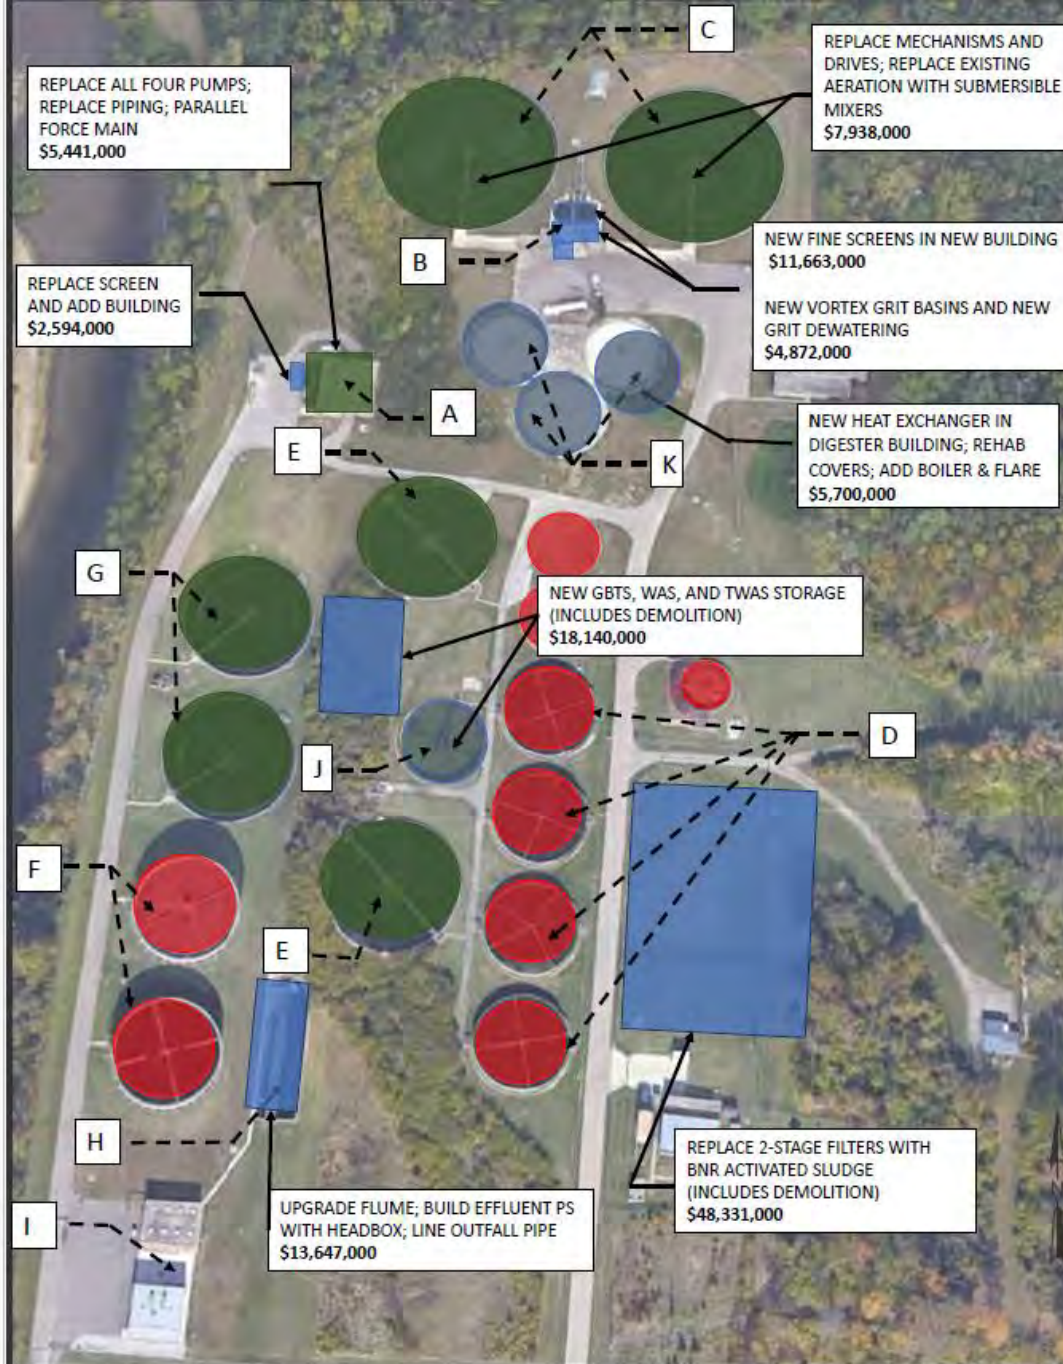 C
REPLACE MECHANISMS AND
DRIVES; REPLACE EXISTING
AERATION WITH SUBMERSIBLE
MIXERS
$7,938,000
REPLACE ALL FOUR PUMPS;
REPLACE PIPING; PARALLEL
FORCE MAIN
$5,441,000
B
NEW FINE SCREENS IN NEW BUILDING
$11,663,000
NEW VORTEX GRIT BASINS AND NEW
GRIT DEWATERING
$4,872,000
REPLACE SCREEN
AND ADD BUILDING
$2,594,000
A
E
K
NEW HEAT EXCHANGER IN
DIGESTER BUILDING; REHAB
COVERS; ADD BOILER & FLARE
$5,700,000
G
NEW GBTS, WAS, AND TWAS STORAGE
(INCLUDES DEMOLITION)
$18,140,000
D
J
F
E
H
REPLACE 2-STAGE FILTERS WITH
BNR ACTIVATED SLUDGE
(INCLUDES DEMOLITION)
$48,331,000
I
UPGRADE FLUME; BUILD EFFLUENT PS
WITH HEADBOX; LINE OUTFALL PIPE
$13,647,000